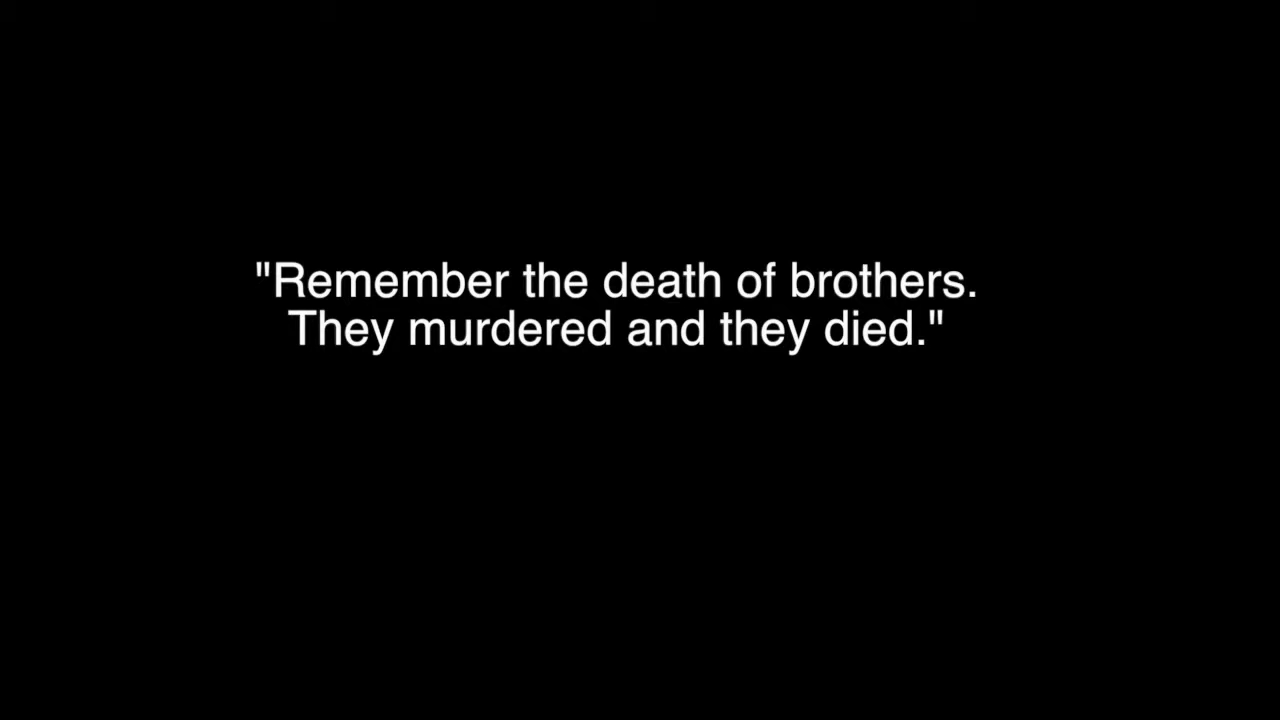 "Remember the death of brothers.
They murdered and they died."